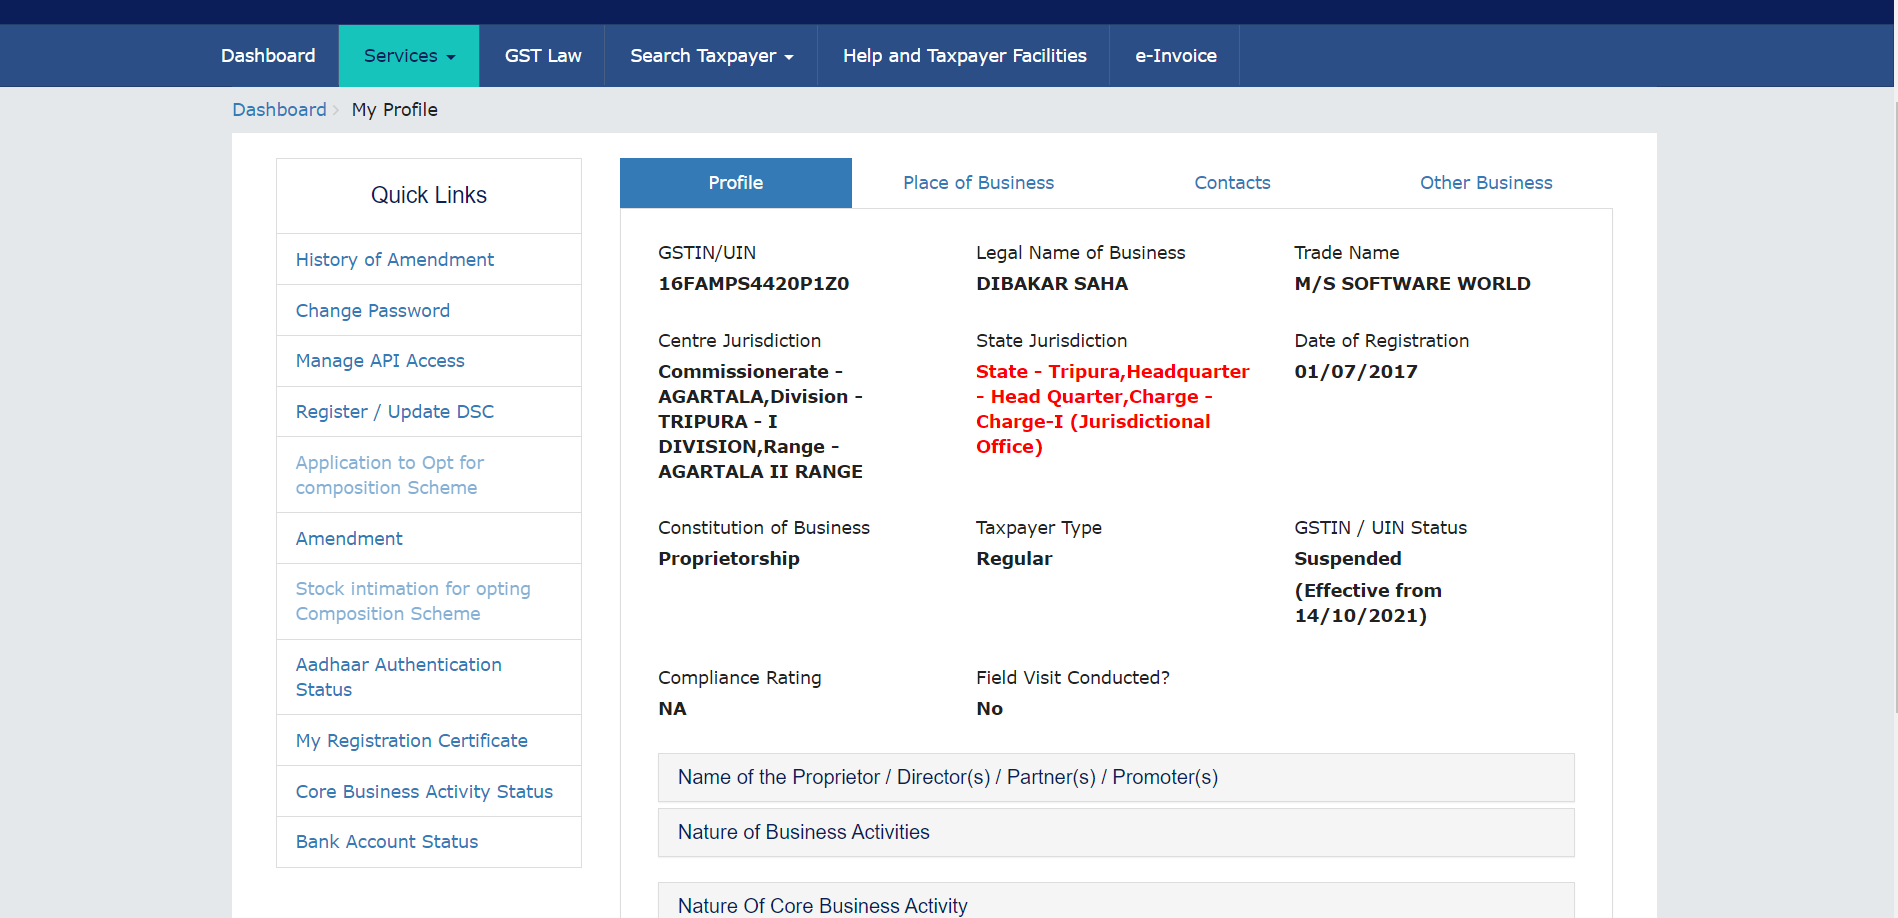 Dashboard
Services
GST Law
Search Taxpayer
Help and Taxpayer Facilities
e-Invoice
Dashboard
My Profile
Quick Links
History of Amendment
Change Password
Manage API Access
Register / Update DSC
Application to Opt for
composition Scheme
Amendment
Stock intimation for opting
Composition Scheme
Aadhaar Authentication
Status
My Registration Certificate
Core Business Activity Status
Bank Account Status
Profile
Place of Business
Contacts
Other Business
GSTIN/UIN
16FAMPS4420P1Z0
Legal Name of Business
DIBAKAR SAHA
Trade Name
M/S SOFTWARE WORLD
Centre Jurisdiction
Commissionerate -
AGARTALA,Division -
TRIPURA - I
DIVISION,Range -
AGARTALA II RANGE
State Jurisdiction
State - Tripura,Headquarter
- Head Quarter,Charge -
Charge-I (Jurisdictional
Office)
Date of Registration
01/07/2017
Constitution of Business
Proprietorship
Taxpayer Type
Regular
GSTIN / UIN Status
Suspended
(Effective from
14/10/2021)
Compliance Rating
NA
Field Visit Conducted?
No
Name of the Proprietor / Director(s) / Partner(s) / Promoter(s)
Nature of Business Activities
Nature Of Core Business Activity